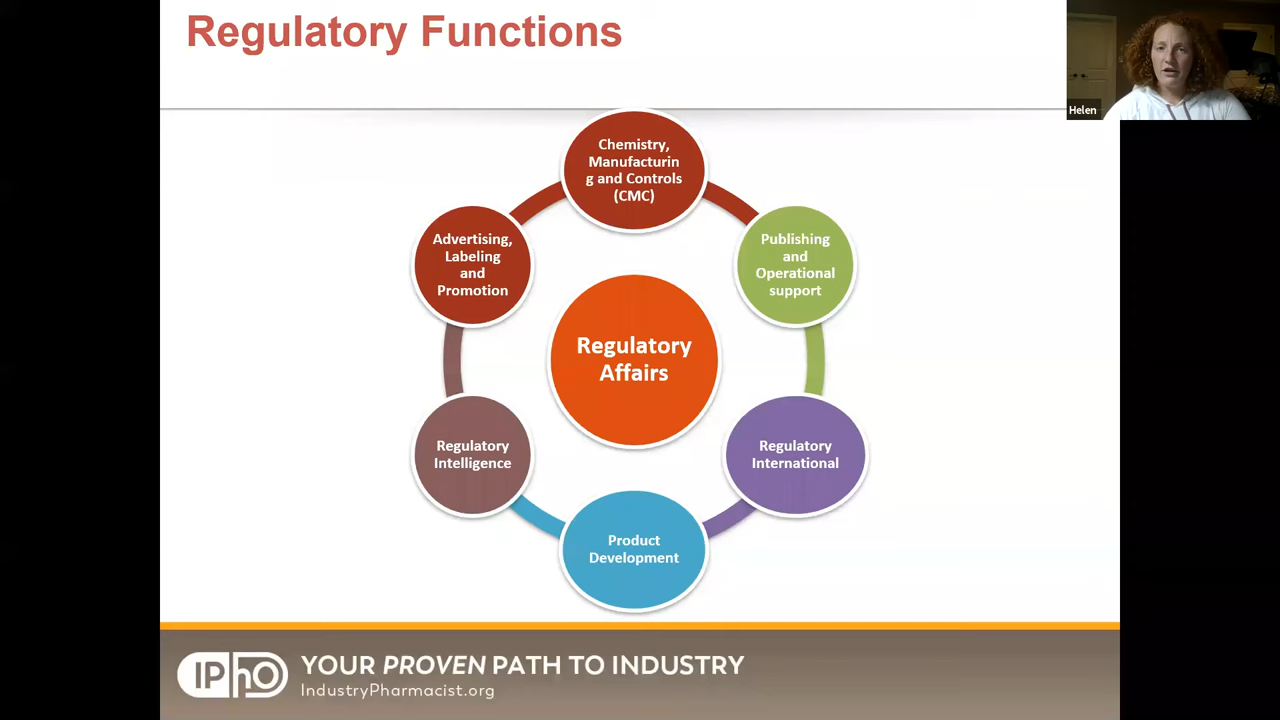 Regulatory Functions
Helen
Chemistry,
Manufacturin
g and Controls
(CMC)
Advertising,
Labeling
and
Promotion
Publishing
and
Operational
support
Regulatory
Affairs
Regulatory
Intelligence
Regulatory
International
Product
Development
IPhO
YOUR PROVEN PATH TO INDUSTRY
IndustryPharmacist.org